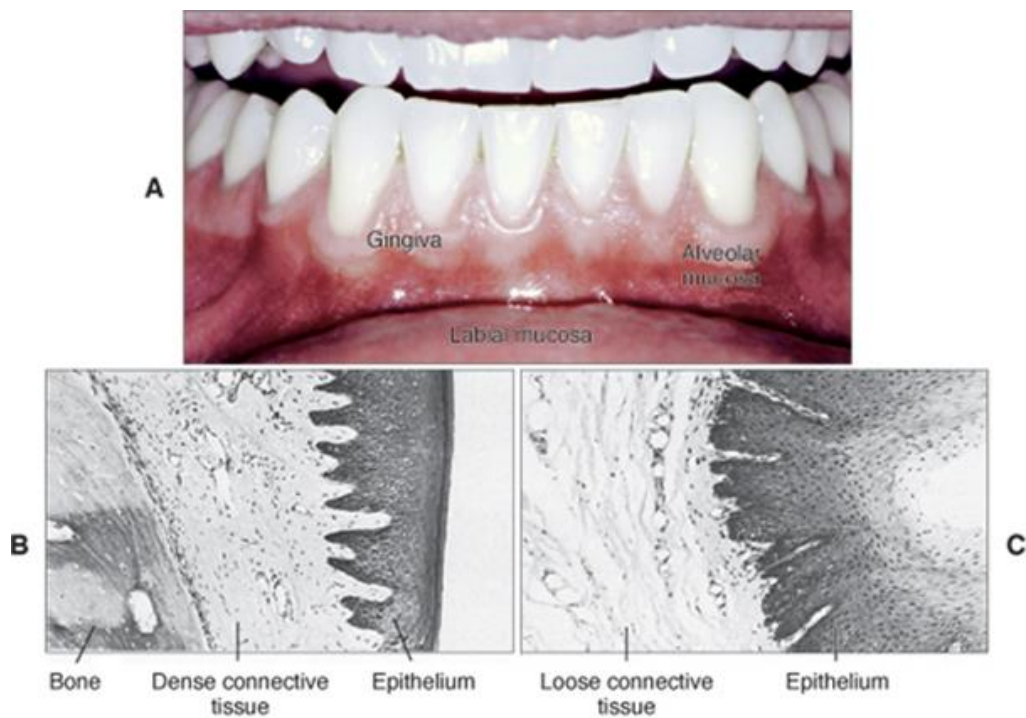 A
Gingiva
Alveolar
mucosa
Labial mucosa
B
C
Bone
Dense connective
tissue
Epithelium
Loose connective
tissue
Epithelium